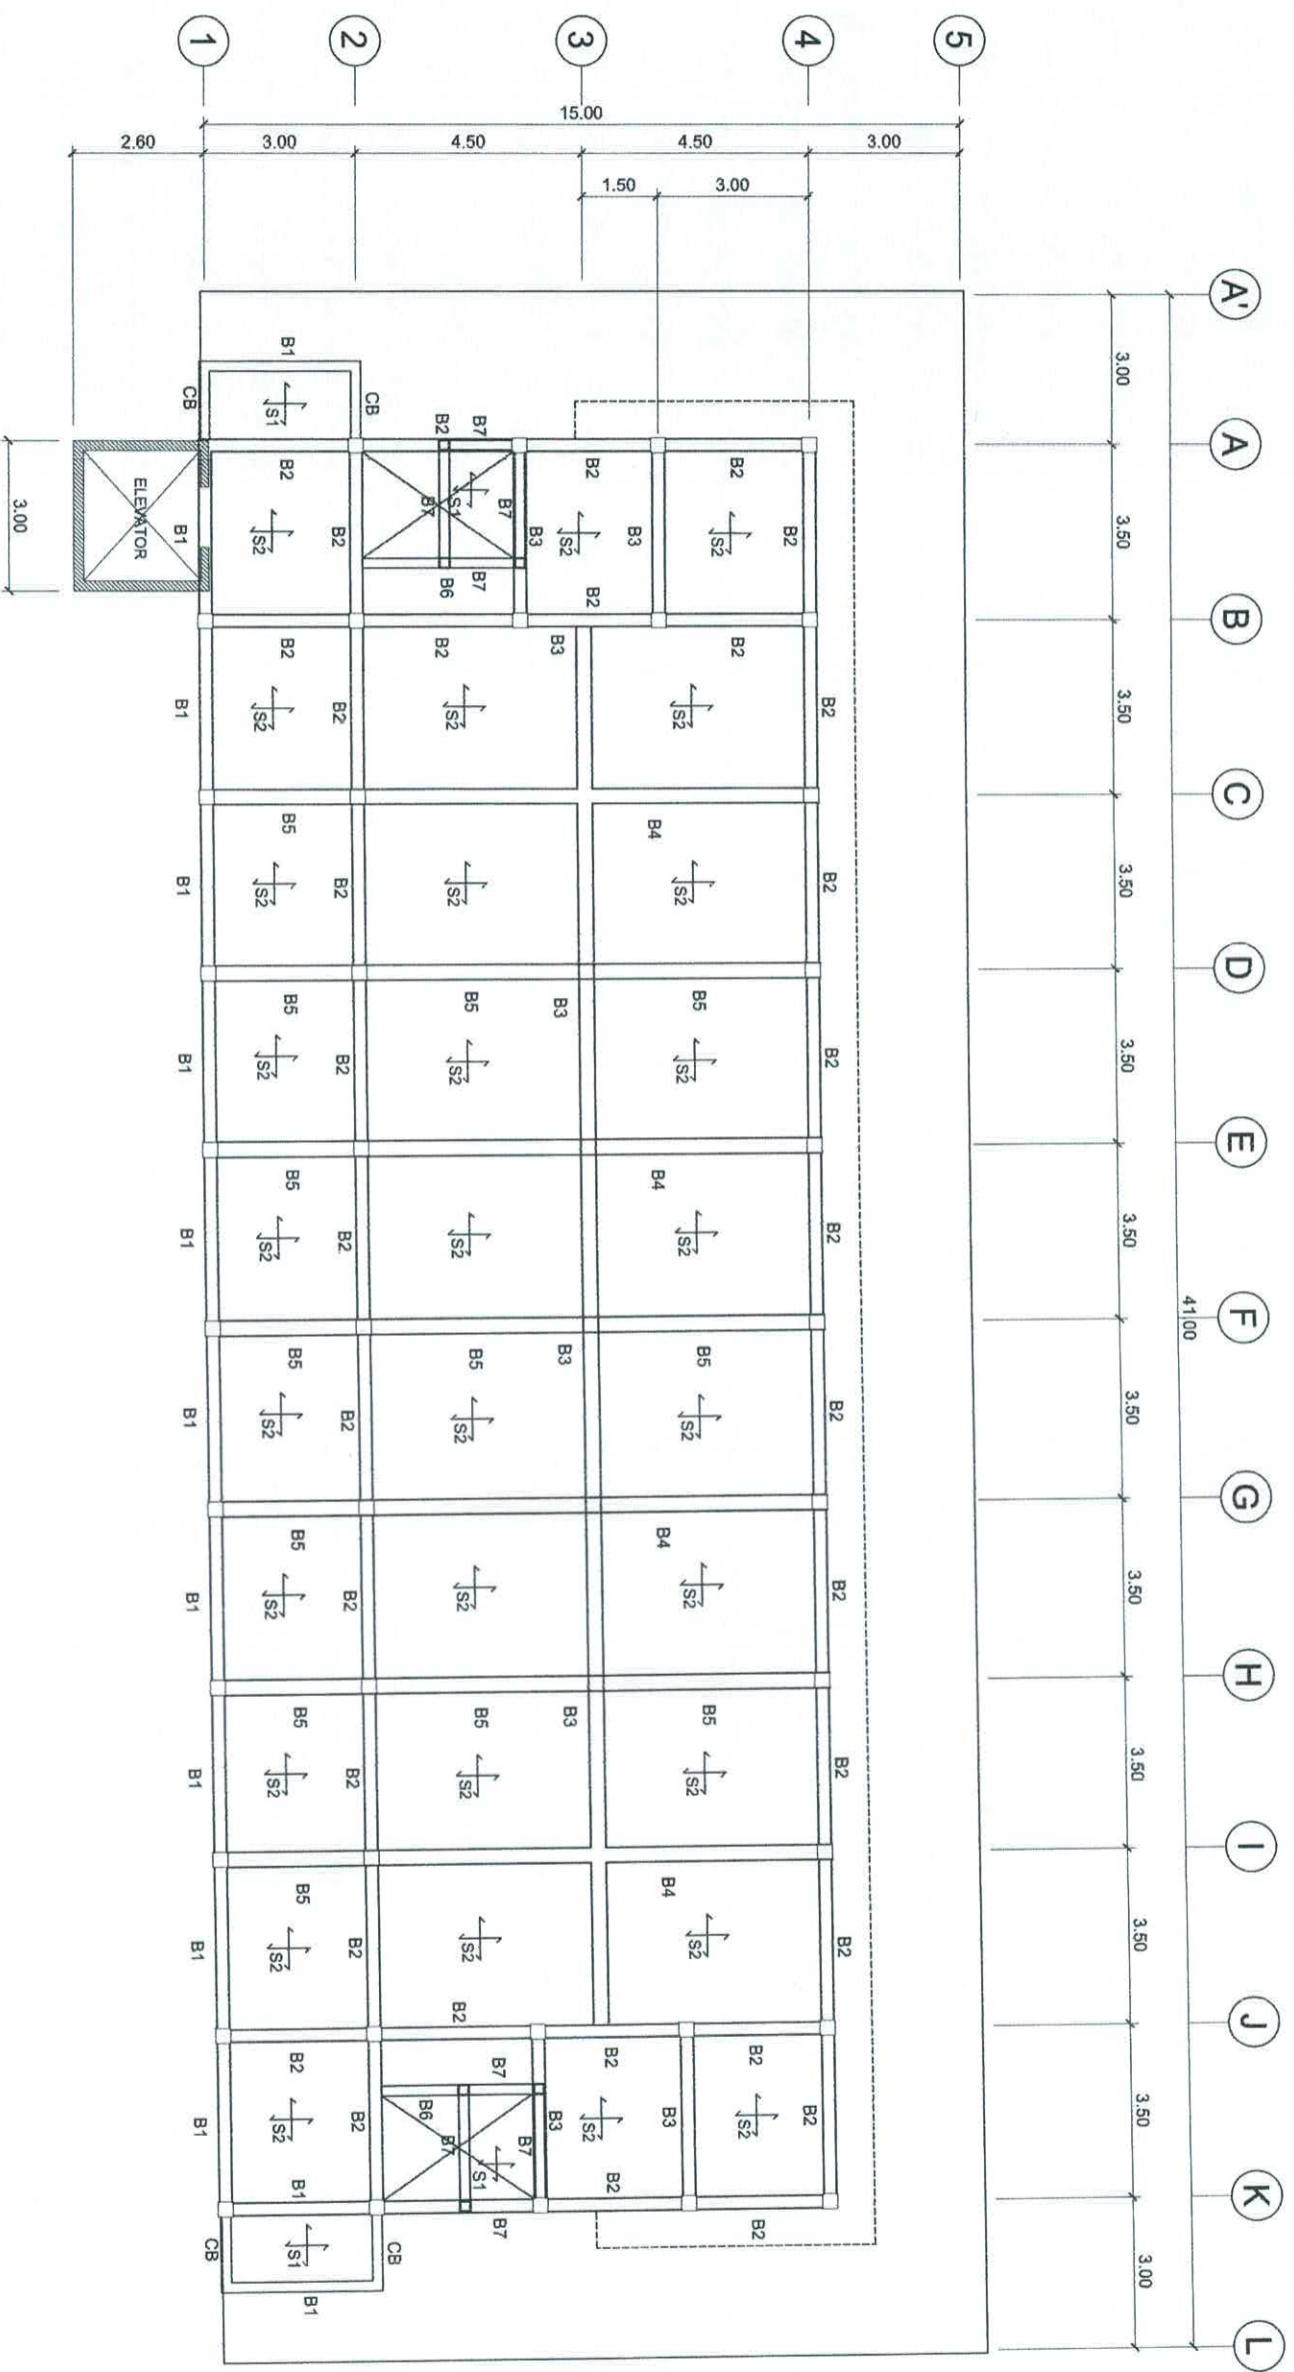 A' A B C D E F G H I J K L
41.00
3.00 3.50 3.50 3.50 3.50 3.50 3.50 3.50 3.50 3.50 3.50 3.00
5
3.00
4
4.50 3.00
1.50
3
15.00
4.50
2
3.00
1
2.60
B2 B2 B2 B2 B2 B2 B2 B2
B2 B2
B2 B2 B2 B2
B5 B5 B5
S2 S2 S2 S2 S2 S2 S2 S2 S2 S2
B4 B4 B4 B4
B3 B3
B2 B2 B2 B2
S2 S2
B3 B3 B3 B3 B3 B3
B7 B7
B7 B7 B7 B7
B5 B5 B5
S1 S1
S2 S2 S2 S2 S2 S2 S2 S2
B2 B6 B2 B2 B6
B7 B7
CB CB
B2 B2 B2 B2 B2 B2 B2 B2 B2 B2
B1 B2 B2 B5 B5 B5 B5 B5 B5 B5 B2 B1 B1
S1 S2 S2 S2 S2 S2 S2 S2 S2 S2 S2 S1
CB CB
B1 B1 B1 B1 B1 B1 B1 B1 B1 B1
ELEVATOR
3.00